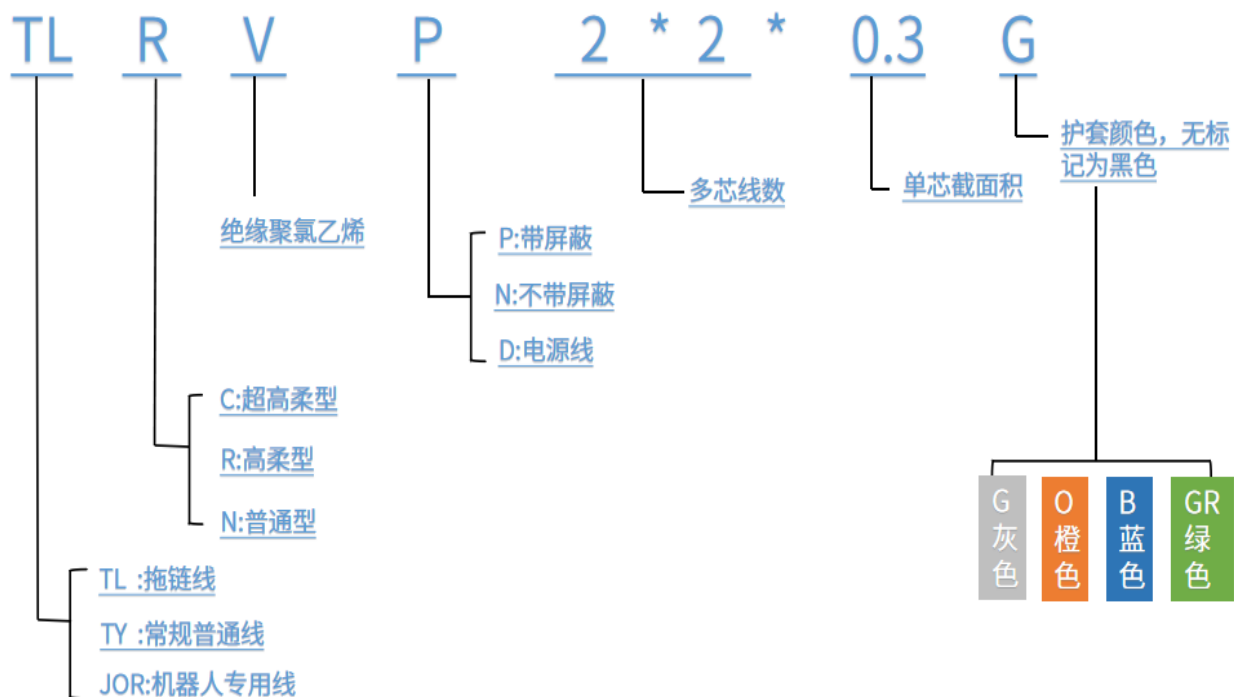 TL R V P 2 * 2 * 0.3 G
护套颜色，无标
记为黑色
单芯截面积
多芯线数
绝缘聚氯乙烯
P:带屏蔽
N:不带屏蔽
D:电源线
C:超高柔型
R:高柔型
N:普通型
G
灰
色
O
橙
色
B
蓝
色
GR
绿
色
TL :拖链线
TY :常规普通线
JOR:机器人专用线